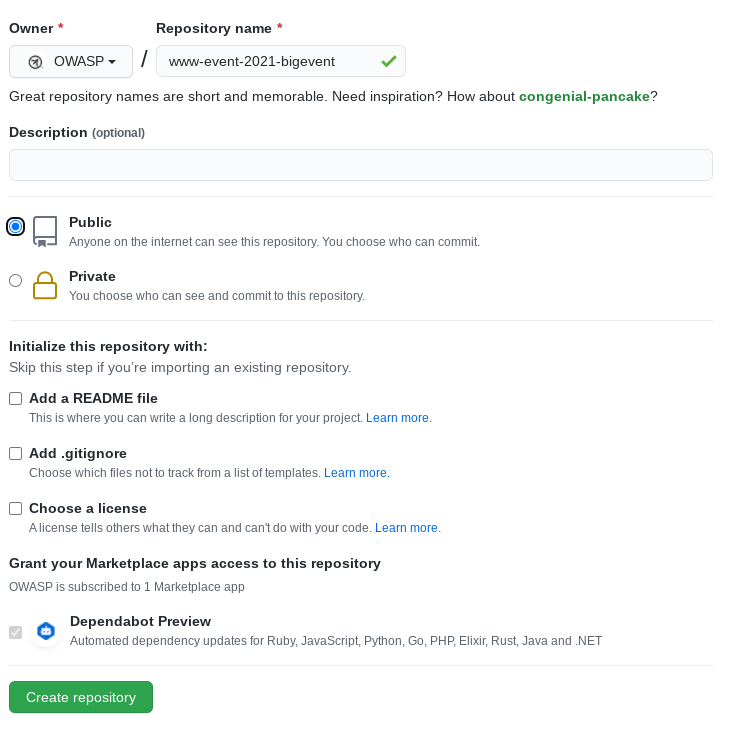 Owner * Repository name *
OWASP / www-event-2021-bigevent
Great repository names are short and memorable. Need inspiration? How about congenial-pancake?
Description (optional)
Public
Anyone on the internet can see this repository. You choose who can commit.
Private
You choose who can see and commit to this repository.
Initialize this repository with:
Skip this step if you're importing an existing repository.
Add a README file
This is where you can write a long description for your project. Learn more.
Add .gitignore
Choose which files not to track from a list of templates. Learn more.
Choose a license
A license tells others what they can and can't do with your code. Learn more.
Grant your Marketplace apps access to this repository
OWASP is subscribed to 1 Marketplace app
Dependabot Preview
Automated dependency updates for Ruby, JavaScript, Python, Go, PHP, Elixir, Rust, Java and .NET
Create repository